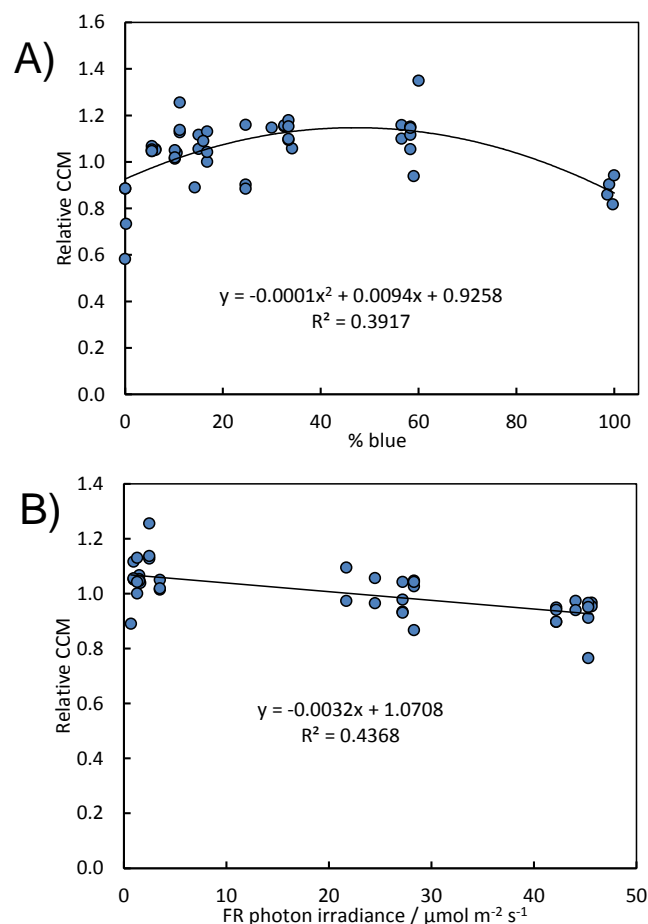 A)
1.6
1.4
1.2
1.0
0.8
0.6
0.4
0.2
0.0
Relative CCM
y = -0.0001x² + 0.0094x + 0.9258
R² = 0.3917
0 20 40 60 80 100
% blue
B)
1.4
1.2
1.0
0.8
0.6
0.4
0.2
0.0
Relative CCM
y = -0.0032x + 1.0708
R² = 0.4368
0 10 20 30 40 50
FR photon irradiance / μmol m⁻² s⁻¹